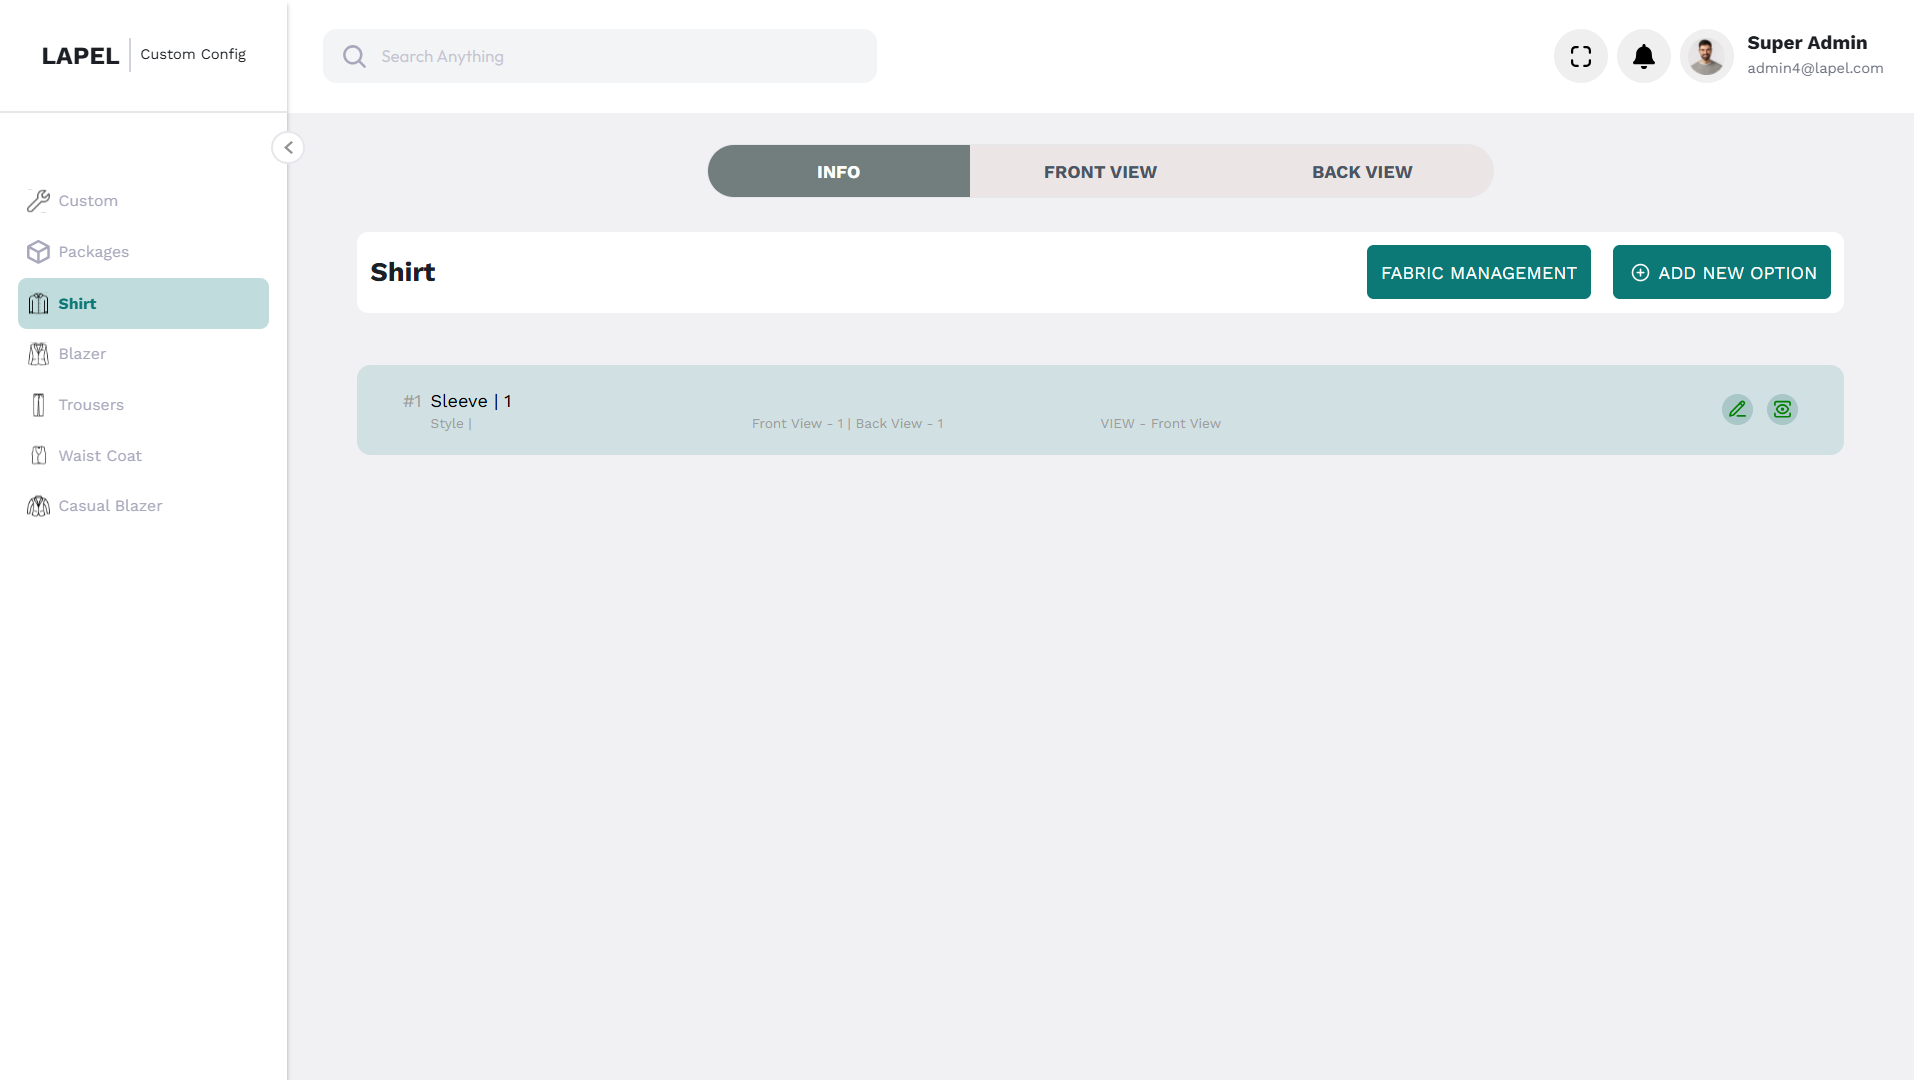 LAPEL
Custom Config
Search Anything
Super Admin
admin4@lapel.com
Custom
Packages
Shirt
Blazer
Trousers
Waist Coat
Casual Blazer
INFO
FRONT VIEW
BACK VIEW
Shirt
FABRIC MANAGEMENT
ADD NEW OPTION
#1 Sleeve | 1
Style |
Front View - 1 | Back View - 1
VIEW - Front View